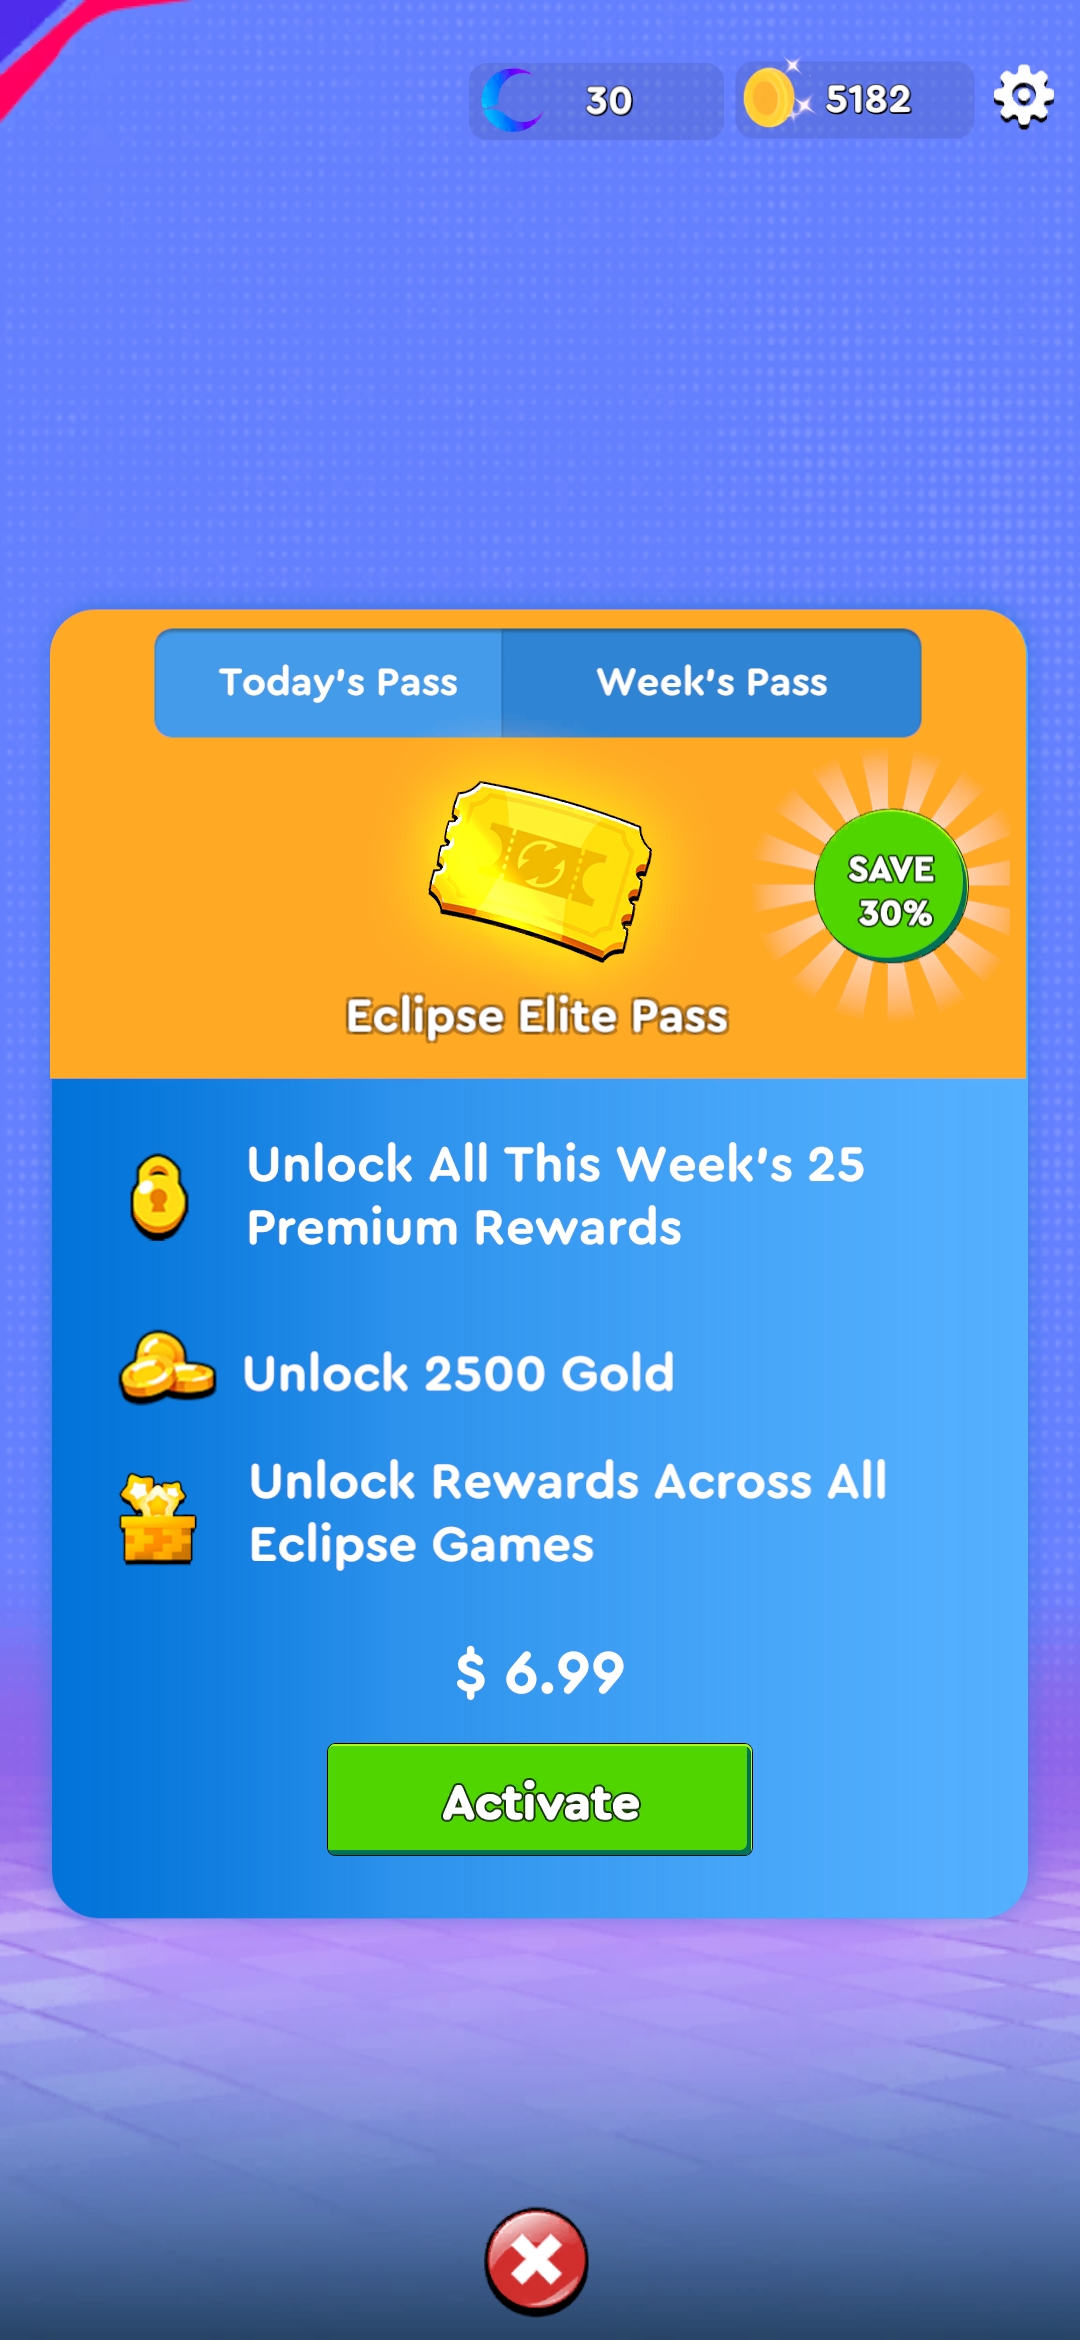 30
5182
Today's Pass
Week's Pass
SAVE
30%
Eclipse Elite Pass
Unlock All This Week's 25
Premium Rewards
Unlock 2500 Gold
Unlock Rewards Across All
Eclipse Games
$ 6.99
Activate